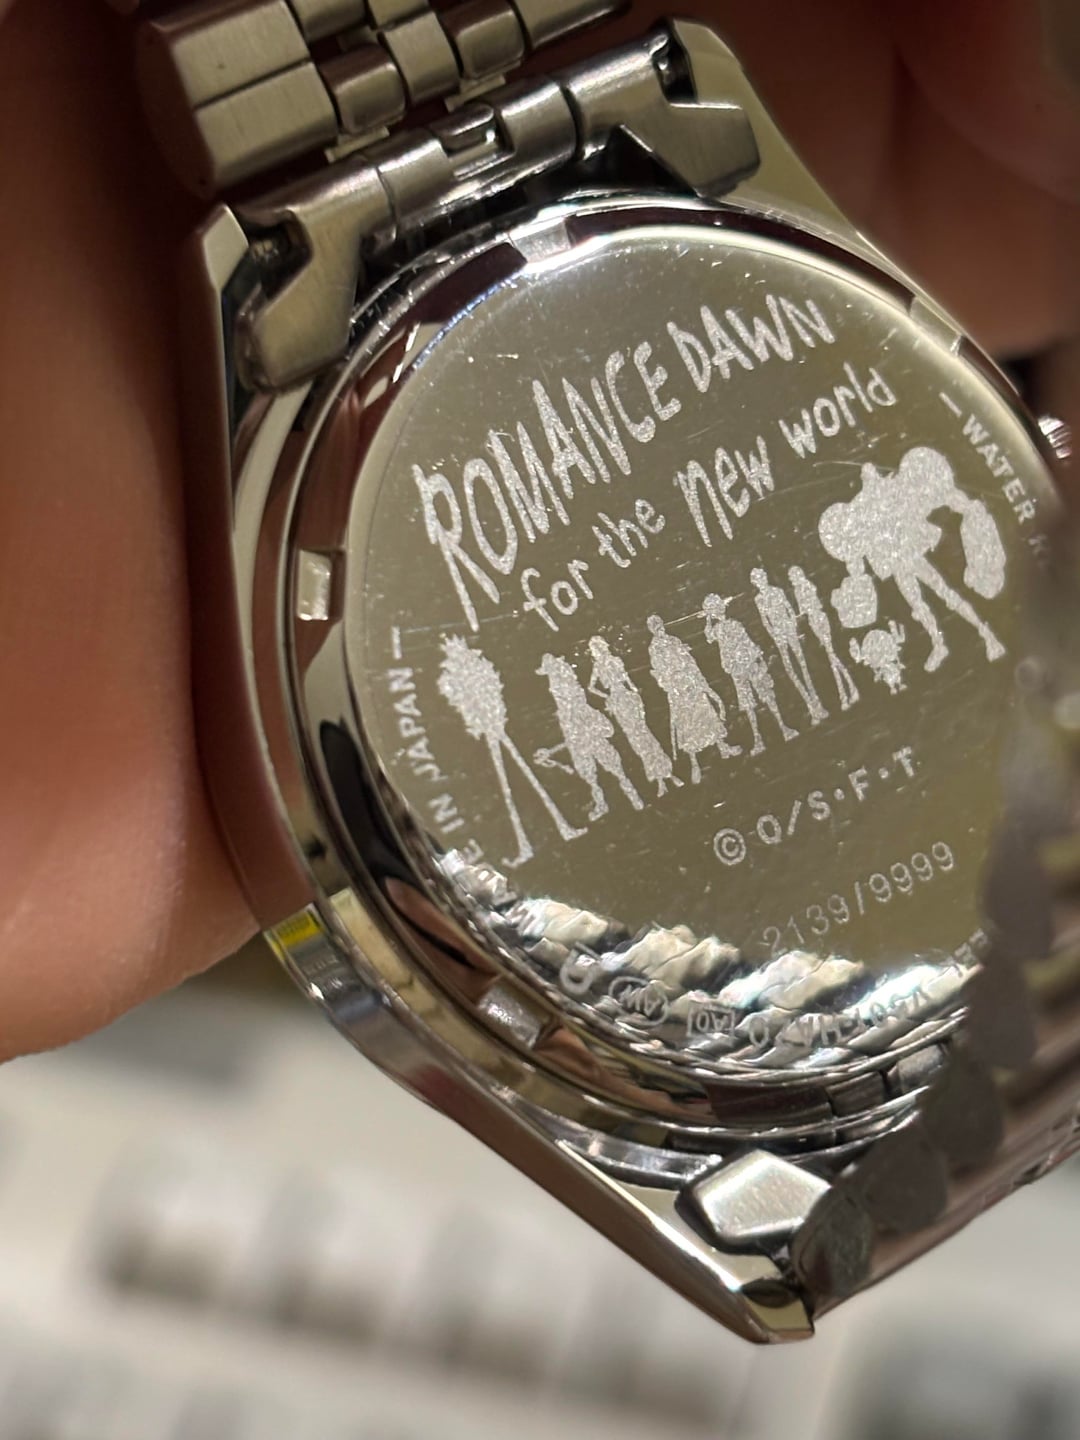 ROMANCE DAWN
for the new world
MADE IN JAPAN —
— WATER
© O/S・F・T
2139/9999